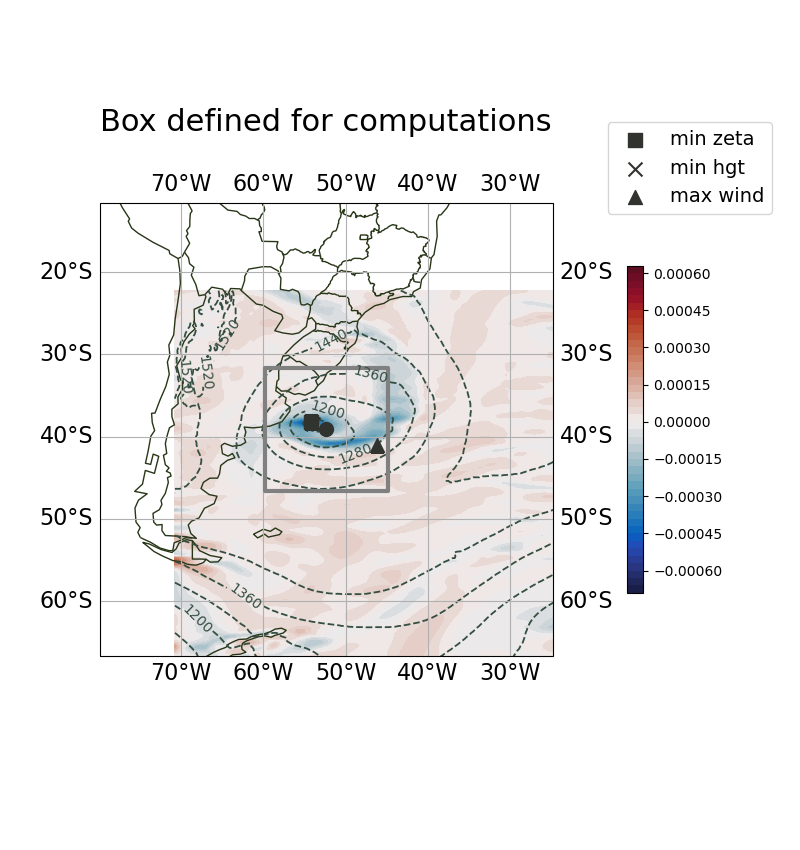 Box defined for computations
min zeta
min hgt
max wind
70°W 60°W 50°W 40°W 30°W
20°S 20°S
30°S 30°S
40°S 40°S
50°S 50°S
60°S 60°S
70°W 60°W 50°W 40°W 30°W
1520
1520
1520
1440
1360
1200
1280
1360
1200
0.00060
0.00045
0.00030
0.00015
0.00000
−0.00015
−0.00030
−0.00045
−0.00060